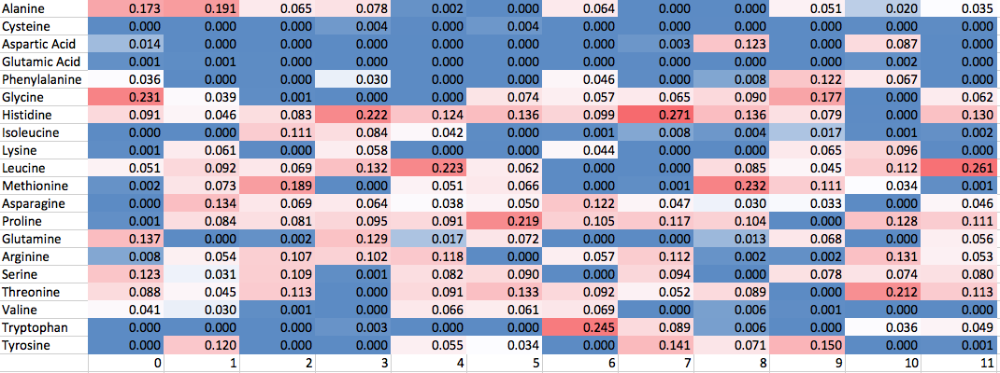 Alanine 0.173 0.191 0.065 0.078 0.002 0.000 0.064 0.000 0.000 0.051 0.020 0.035
Cysteine 0.000 0.000 0.000 0.004 0.000 0.004 0.000 0.000 0.000 0.000 0.000 0.000
Aspartic Acid 0.014 0.000 0.000 0.000 0.000 0.000 0.000 0.003 0.123 0.000 0.087 0.000
Glutamic Acid 0.001 0.001 0.000 0.000 0.000 0.000 0.000 0.000 0.000 0.000 0.002 0.000
Phenylalanine 0.036 0.000 0.000 0.030 0.000 0.000 0.046 0.000 0.008 0.122 0.067 0.000
Glycine 0.231 0.039 0.001 0.000 0.000 0.074 0.057 0.065 0.090 0.177 0.000 0.062
Histidine 0.091 0.046 0.083 0.222 0.124 0.136 0.099 0.271 0.136 0.079 0.000 0.130
Isoleucine 0.000 0.000 0.111 0.084 0.042 0.000 0.001 0.008 0.004 0.017 0.001 0.002
Lysine 0.001 0.061 0.000 0.058 0.000 0.000 0.044 0.000 0.000 0.065 0.096 0.000
Leucine 0.051 0.092 0.069 0.132 0.223 0.062 0.000 0.000 0.085 0.045 0.112 0.261
Methionine 0.002 0.073 0.189 0.000 0.051 0.066 0.000 0.001 0.232 0.111 0.034 0.001
Asparagine 0.000 0.134 0.069 0.064 0.038 0.050 0.122 0.047 0.030 0.033 0.000 0.046
Proline 0.001 0.084 0.081 0.095 0.091 0.219 0.105 0.117 0.104 0.000 0.128 0.111
Glutamine 0.137 0.000 0.002 0.129 0.017 0.072 0.000 0.000 0.013 0.068 0.000 0.056
Arginine 0.008 0.054 0.107 0.102 0.118 0.000 0.057 0.112 0.002 0.002 0.131 0.053
Serine 0.123 0.031 0.109 0.001 0.082 0.090 0.000 0.094 0.000 0.078 0.074 0.080
Threonine 0.088 0.045 0.113 0.000 0.091 0.133 0.092 0.052 0.089 0.000 0.212 0.113
Valine 0.041 0.030 0.001 0.000 0.066 0.061 0.069 0.000 0.006 0.001 0.000 0.000
Tryptophan 0.000 0.000 0.000 0.003 0.000 0.000 0.245 0.089 0.006 0.000 0.036 0.049
Tyrosine 0.000 0.120 0.000 0.000 0.055 0.034 0.000 0.141 0.071 0.150 0.000 0.001
0 1 2 3 4 5 6 7 8 9 10 11